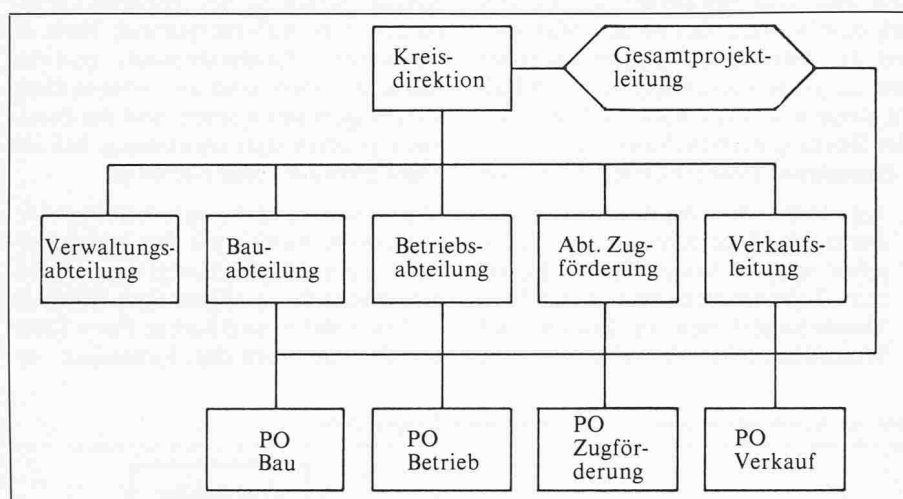 Kreis-
direktion
Gesamtprojekt-
leitung
Verwaltungs-
abteilung
Bau-
abteilung
Betriebs-
abteilung
Abt. Zug-
förderung
Verkaufs-
leitung
PO
Bau
PO
Betrieb
PO
Zugför-
derung
PO
Verkauf